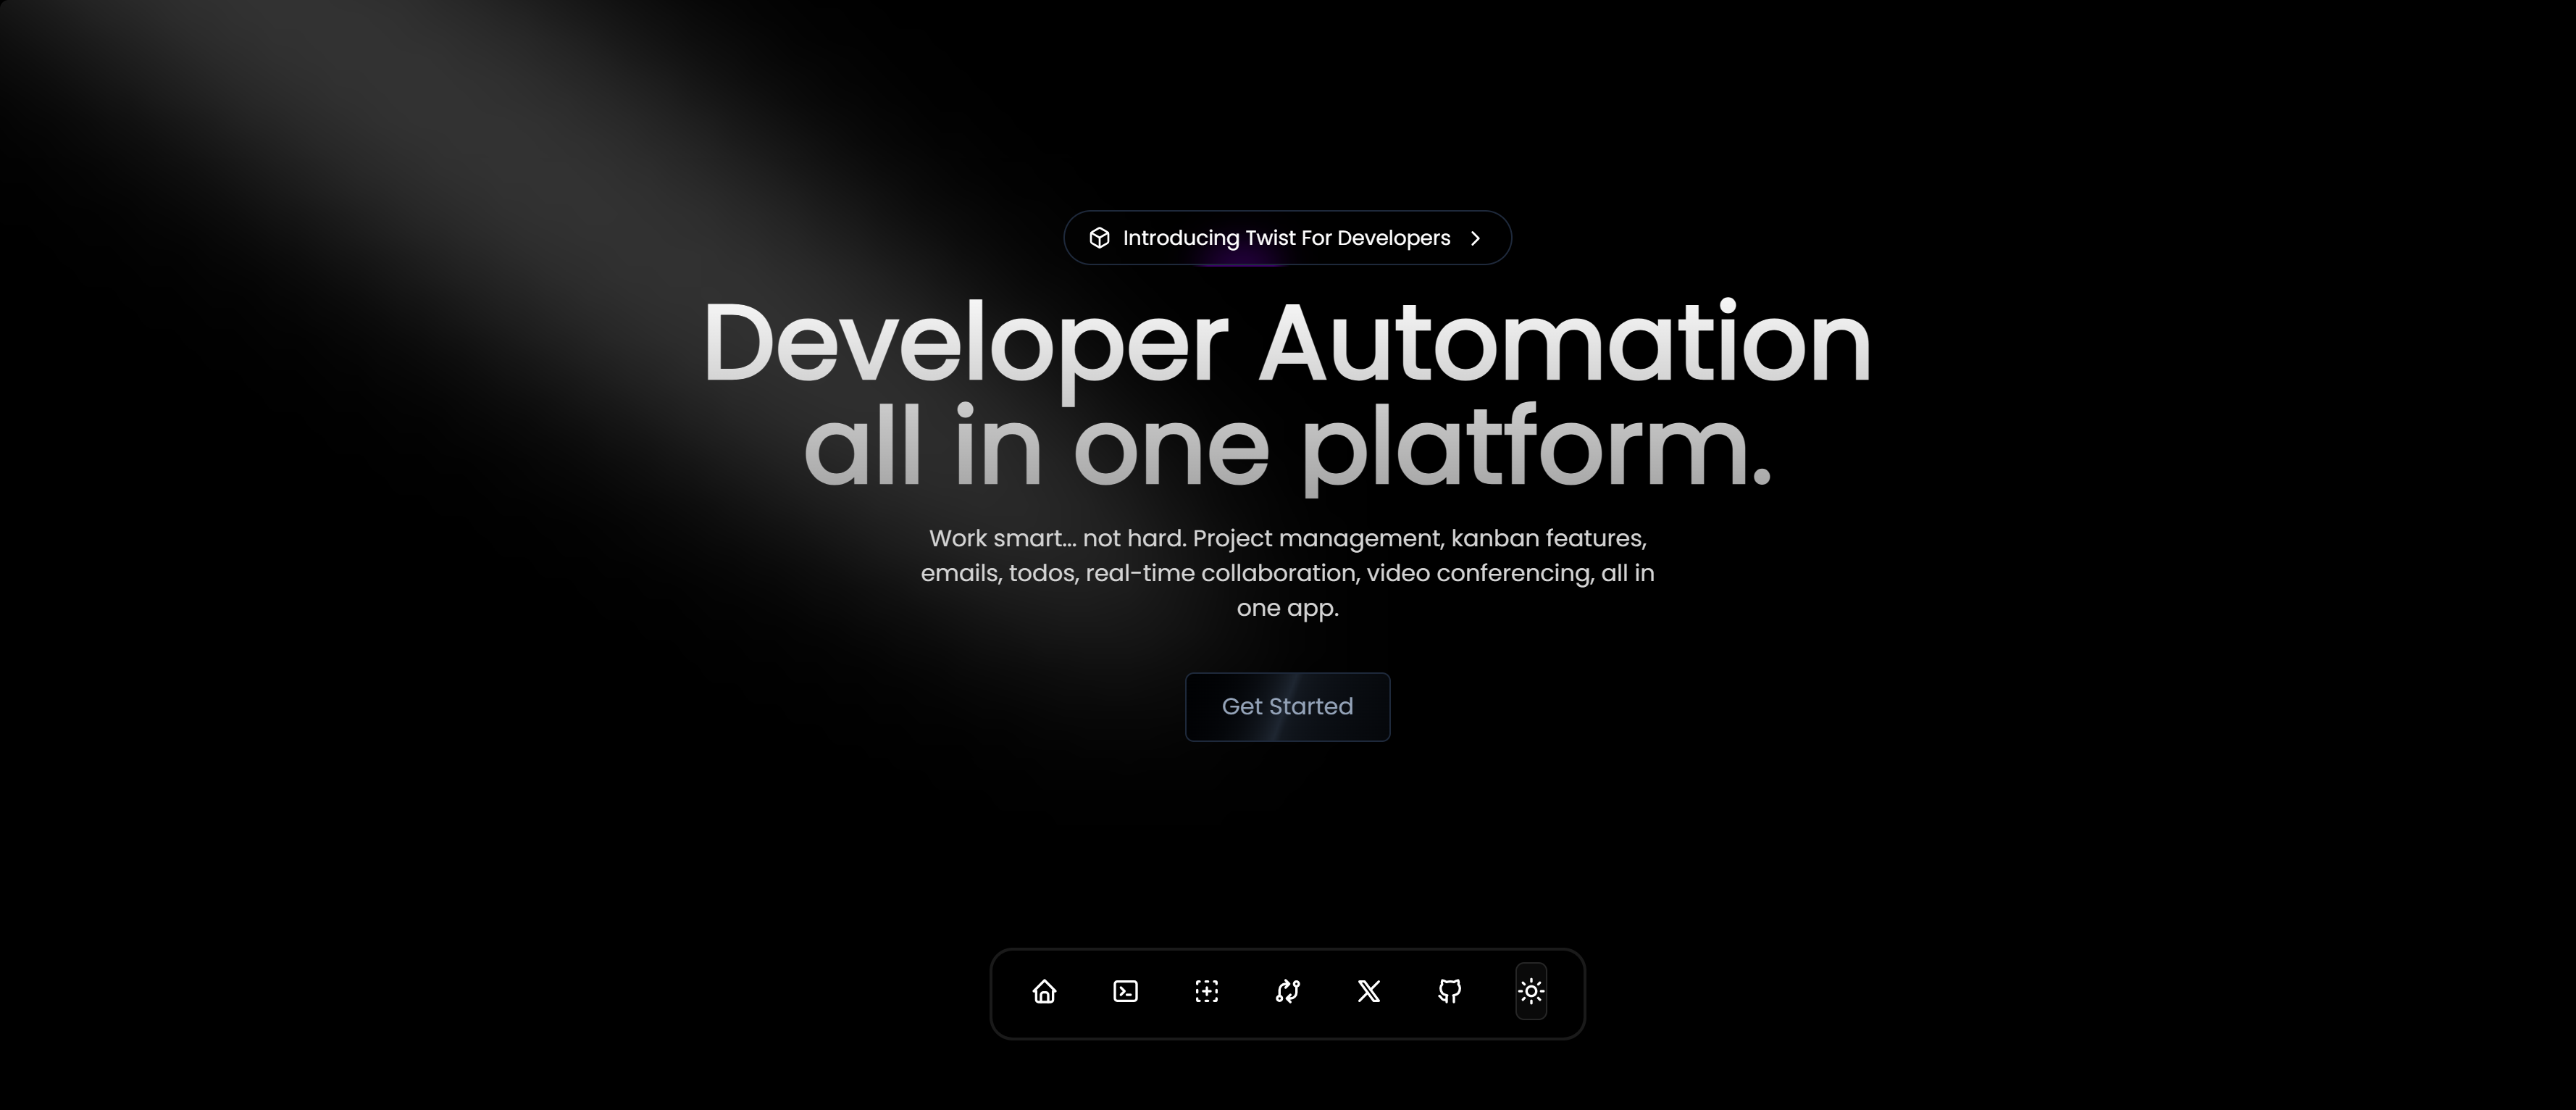 Introducing Twist For Developers
Developer Automation
all in one platform.
Work smart... not hard. Project management, kanban features,
emails, todos, real-time collaboration, video conferencing, all in
one app.
Get Started